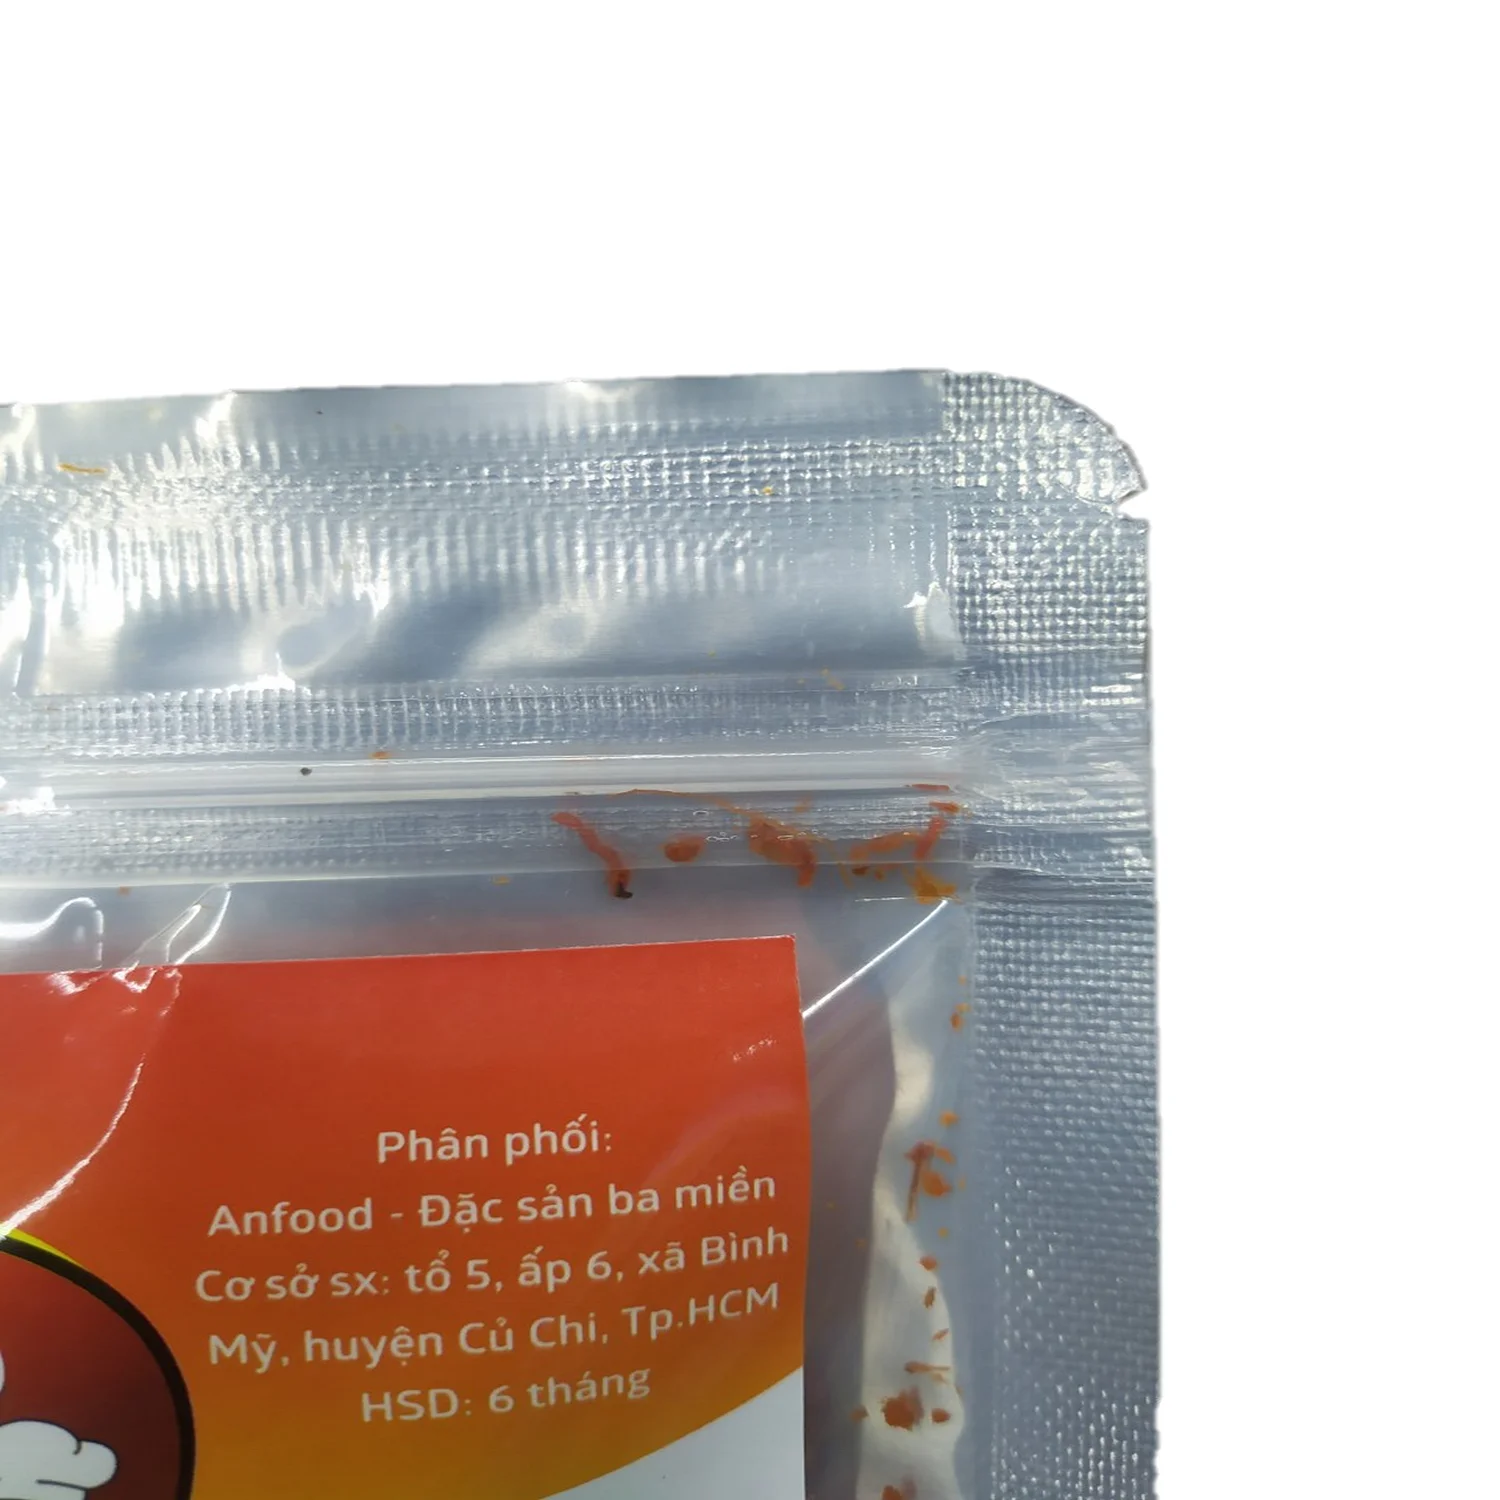 Phân phối:
Anfood - Đặc sản ba miền
Cơ sở sx: tổ 5, ấp 6, xã Bình
Mỹ, huyện Củ Chi, Tp.HCM
HSD: 6 tháng